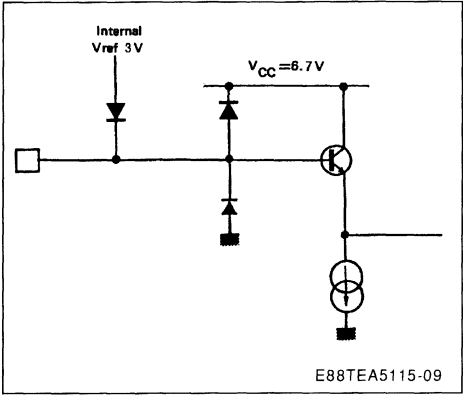 Internal
Vref 3V
VCC=6.7V
E88TEA5115-09